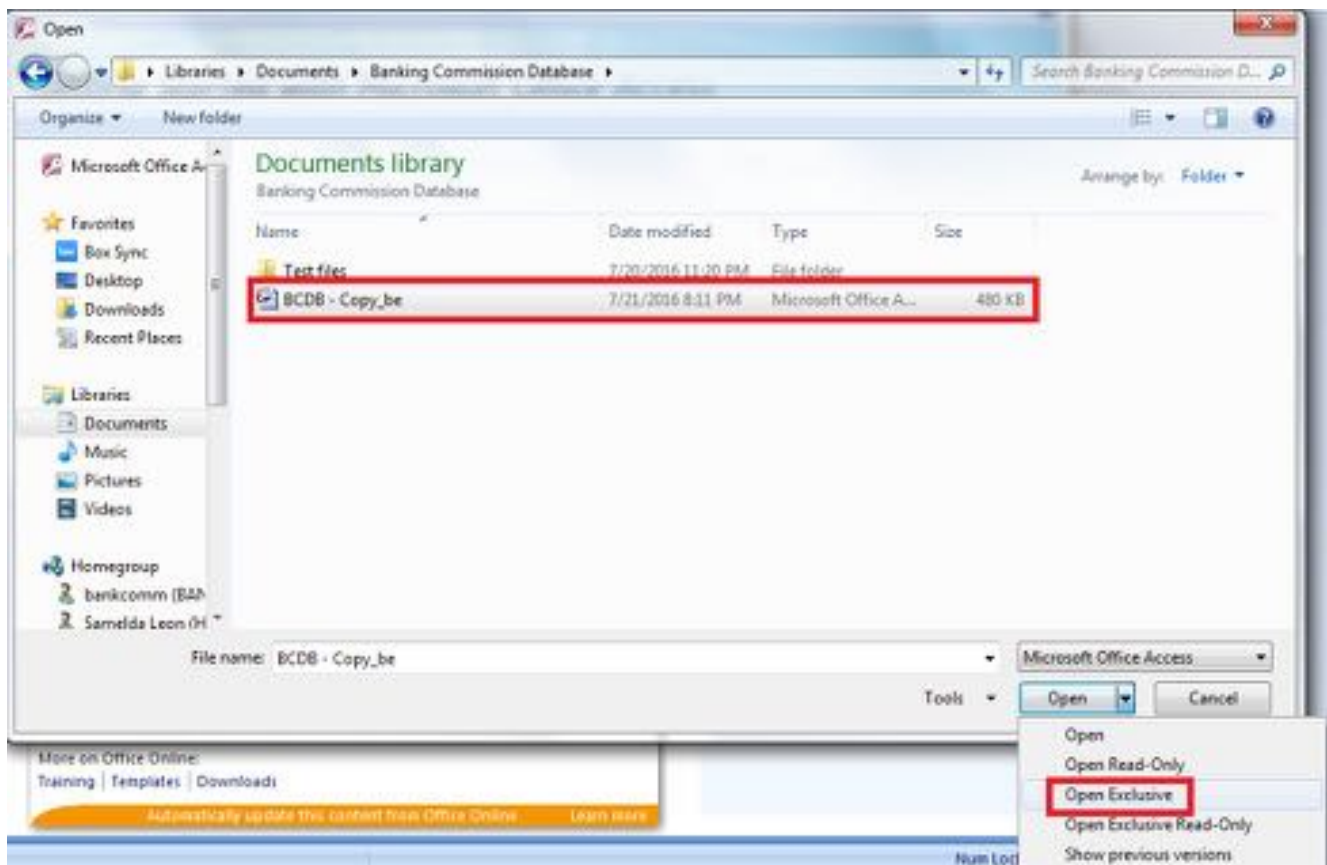 Open
Libraries Documents Banking Commission Database Search Banking Commission D...
Organize New folder
Microsoft Office A
Documents library
Banking Commission Database
Arrange by: Folder
Favorites
Box Sync
Desktop
Downloads
Recent Places
Libraries
Documents
Music
Pictures
Videos
Homegroup
bankcomm (BAN
Samelda Leon (H
Name Date modified Type Size
Test files 7/20/2016 11:20 PM File folder
BCDB - Copy_be 7/21/2016 8:11 PM Microsoft Office A... 480 KB
File name: BCDB - Copy_be Microsoft Office Access
Tools Open Cancel
Open
Open Read-Only
Open Exclusive
Open Exclusive Read-Only
Show previous versions
More on Office Online:
Training | Templates | Downloads
Automatically update this content from Office Online Learn more
Num Loc